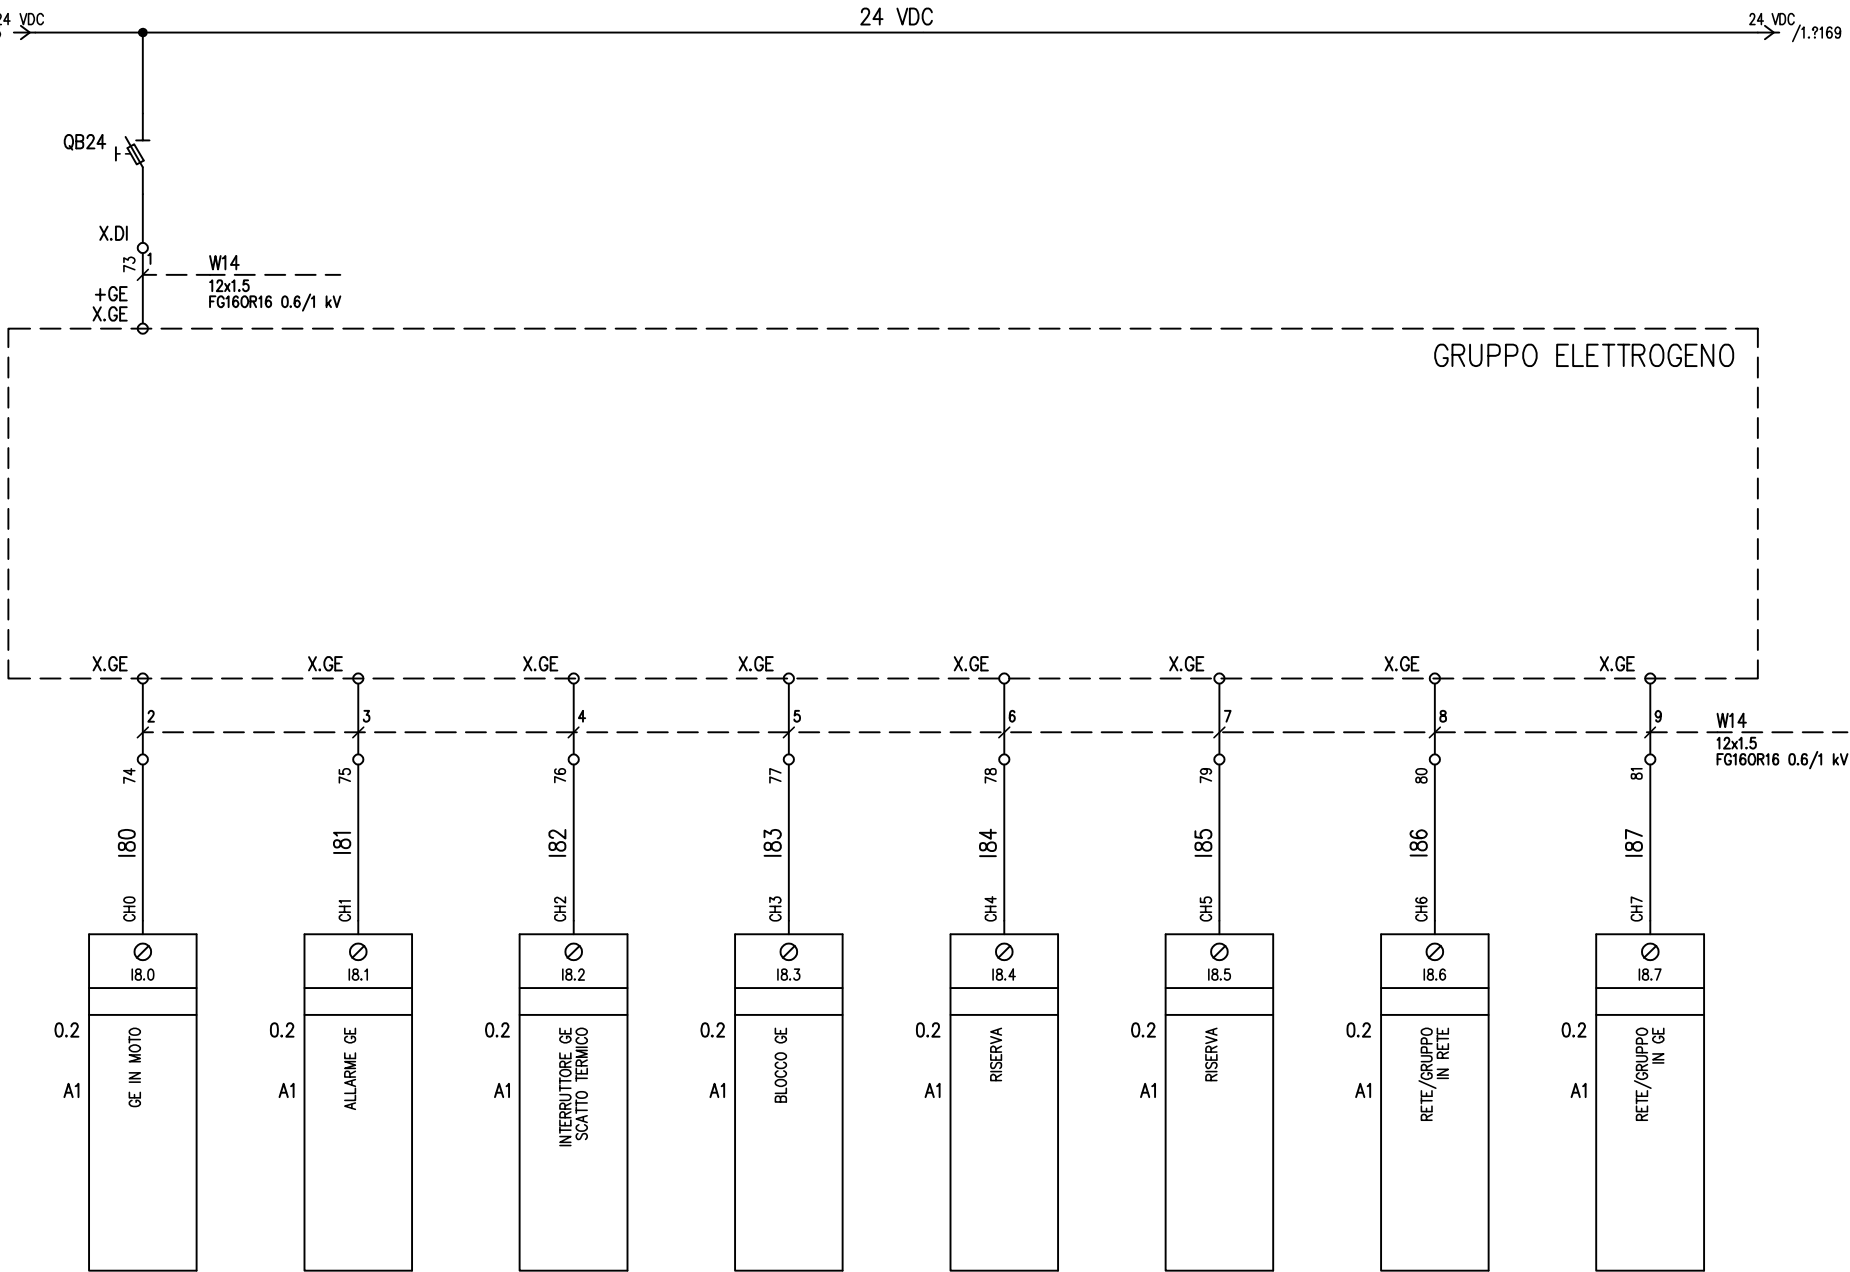 24 VDC
24 VDC
24 VDC
/1.?169
QB24
X.DI
73
1
W14
12x1.5
FG16OR16 0.6/1 kV
+GE
X.GE
GRUPPO ELETTROGENO
X.GE
X.GE
X.GE
X.GE
X.GE
X.GE
X.GE
X.GE
2
3
4
5
6
7
8
9
W14
12x1.5
FG16OR16 0.6/1 kV
74
75
76
77
78
79
80
81
I80
I81
I82
I83
I84
I85
I86
I87
CH0
CH1
CH2
CH3
CH4
CH5
CH6
CH7
I8.0
I8.1
I8.2
I8.3
I8.4
I8.5
I8.6
I8.7
0.2
A1
GE IN MOTO
0.2
A1
ALLARME GE
0.2
A1
INTERRUTTORE GE
SCATTO TERMICO
0.2
A1
BLOCCO GE
0.2
A1
RISERVA
0.2
A1
RISERVA
0.2
A1
RETE/GRUPPO
IN RETE
0.2
A1
RETE/GRUPPO
IN GE